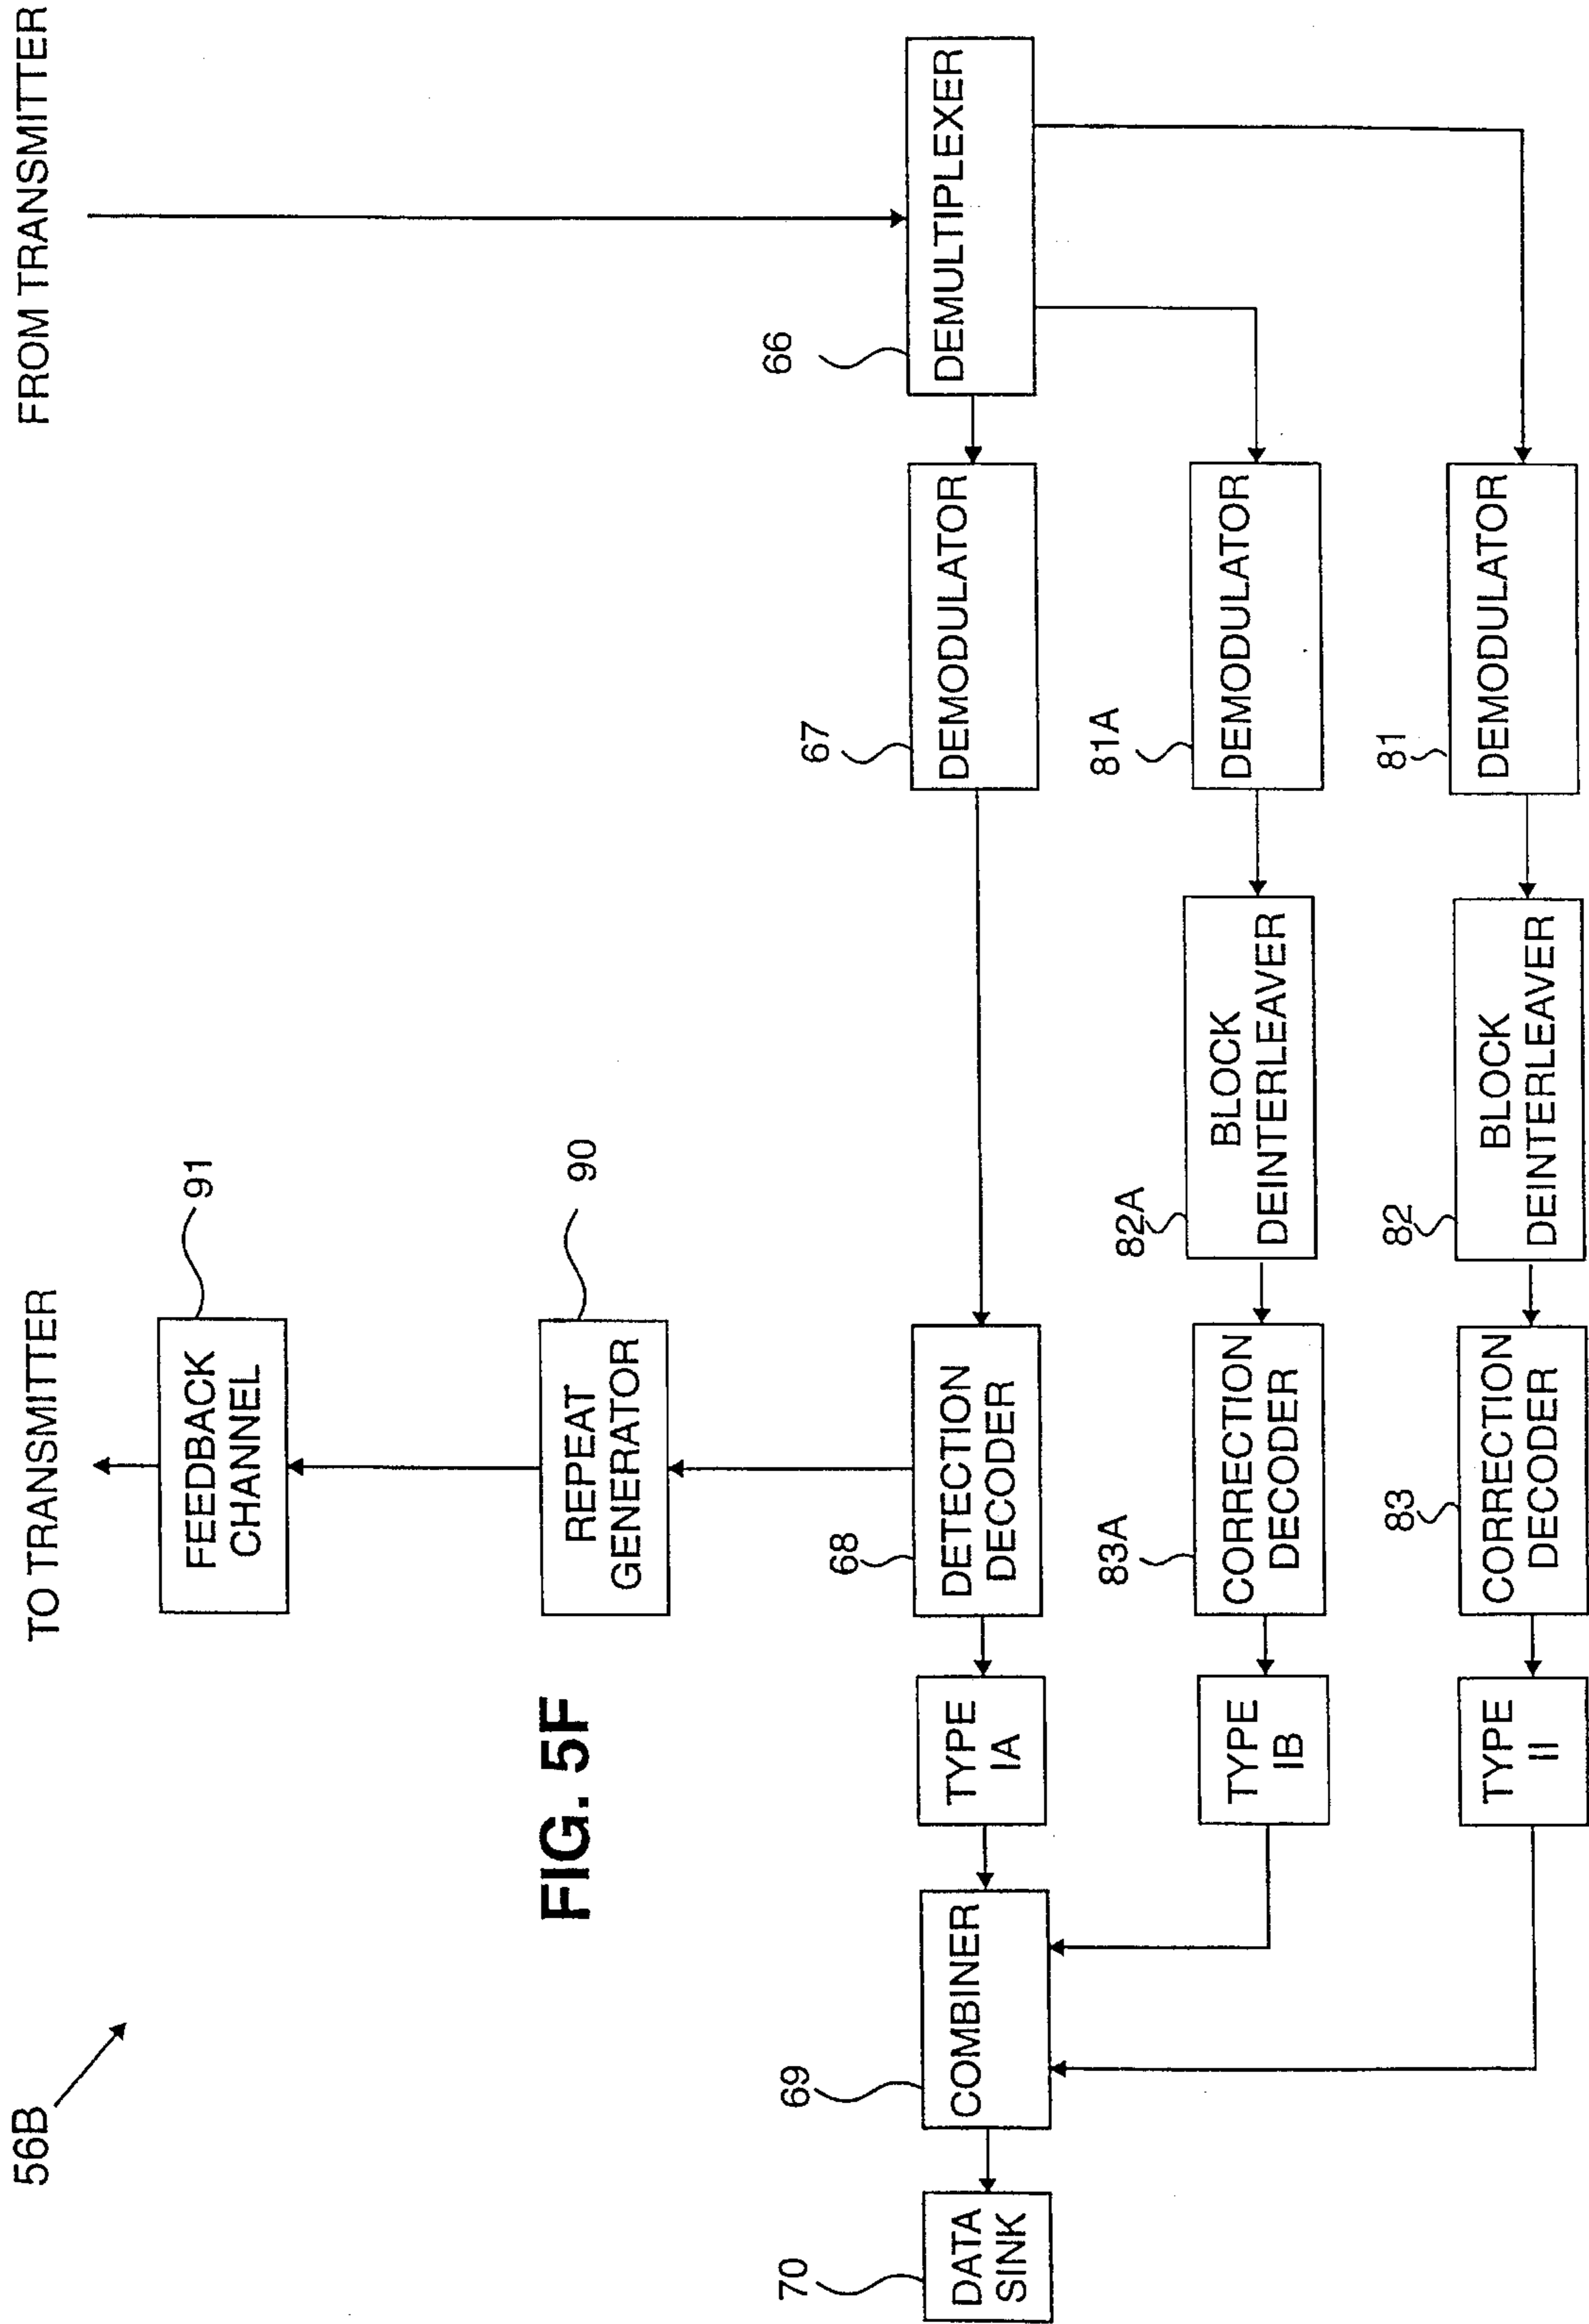 56B
TO TRANSMITTER
FROM TRANSMITTER
FEEDBACK
CHANNEL
91
REPEAT
GENERATOR
90
FIG. 5F
70
DATA
SINK
69
COMBINER
TYPE
IA
68
DETECTION
DECODER
67
DEMODULATOR
66
DEMULTIPLEXER
TYPE
IB
83A
CORRECTION
DECODER
82A
BLOCK
DEINTERLEAVER
81A
DEMODULATOR
TYPE
II
83
CORRECTION
DECODER
82
BLOCK
DEINTERLEAVER
81
DEMODULATOR